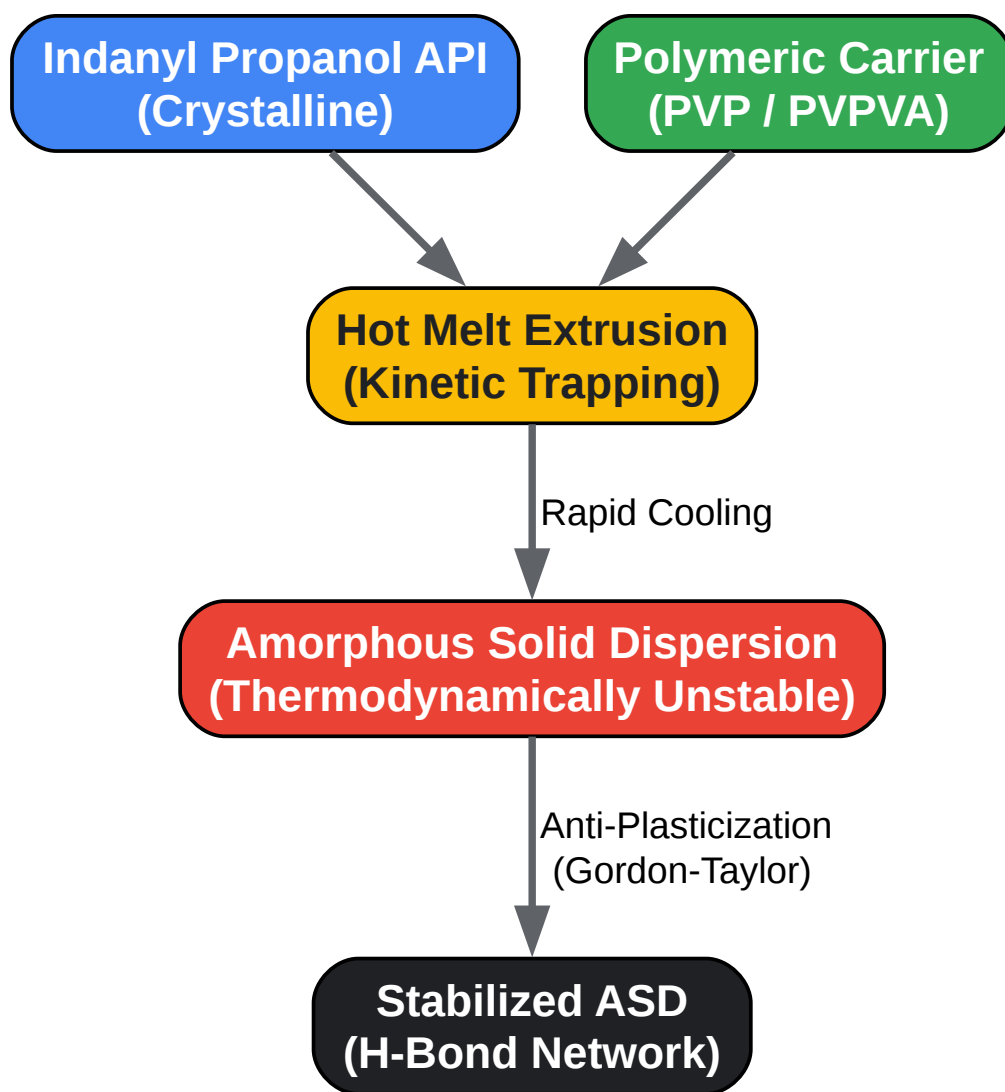 Indanyl Propanol API
(Crystalline)
Polymeric Carrier
(PVP / PVPVA)
Hot Melt Extrusion
(Kinetic Trapping)
Rapid Cooling
Amorphous Solid Dispersion
(Thermodynamically Unstable)
Anti-Plasticization
(Gordon-Taylor)
Stabilized ASD
(H-Bond Network)